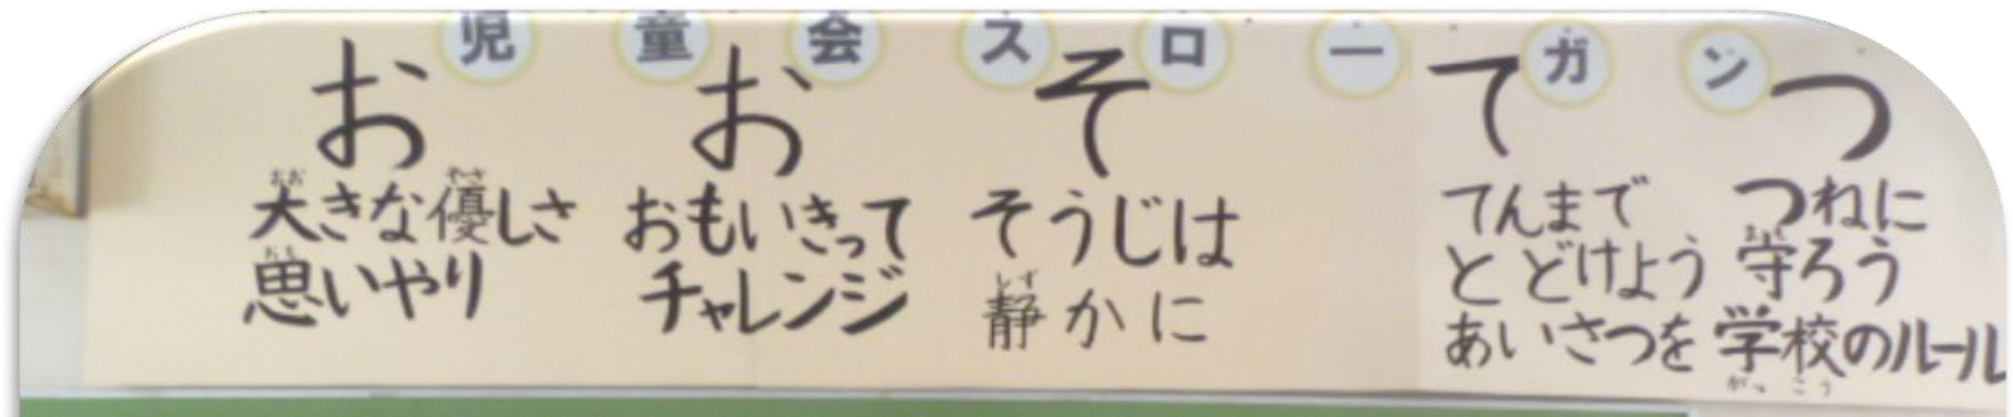 児童会スローガン
お
大きな優しさ
思いやり
お
おもいきって
チャレンジ
そ
そうじは
静かに
て
てんまで
とどけよう
あいさつを
つ
つねに
守ろう
学校のルール